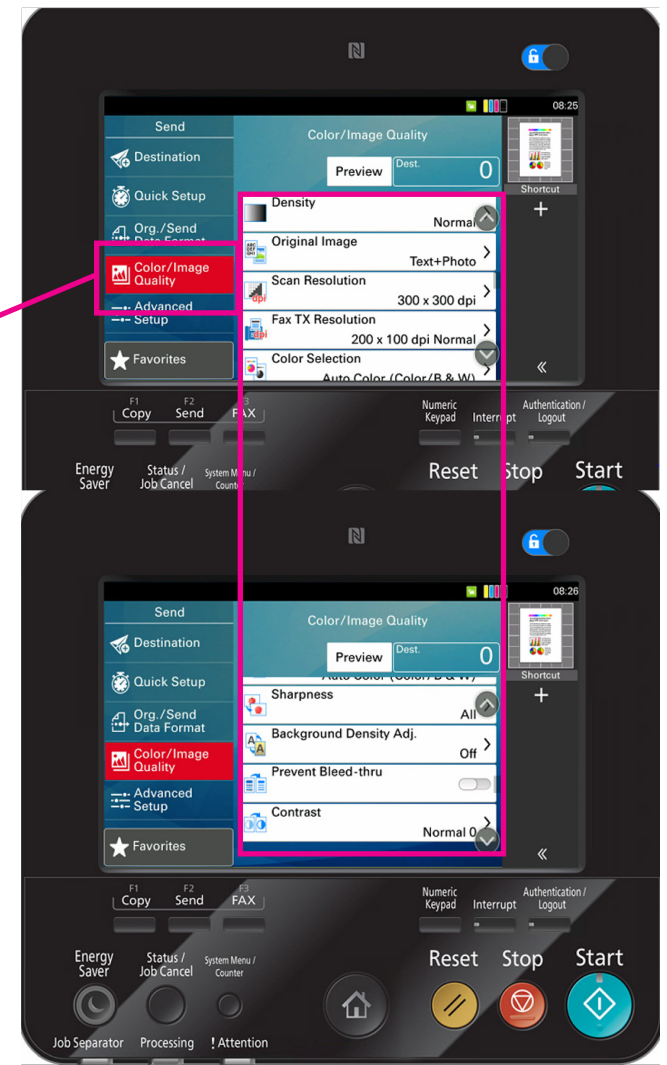 08:25
Send
Color/Image Quality
Destination
Preview
Dest.
0
Shortcut
Quick Setup
Density
Normal
Org./Send
Data Format
Original Image
Text+Photo
Color/Image
Quality
Scan Resolution
300 x 300 dpi
Advanced
Setup
Fax TX Resolution
200 x 100 dpi Normal
Favorites
Color Selection
Auto Color (Color/B & W)
F1
Copy
F2
Send
F3
FAX
Numeric
Keypad
Interrupt
Authentication/
Logout
Energy
Saver
Status /
Job Cancel
System Menu /
Counter
Reset
Stop
Start
08:26
Send
Color/Image Quality
Destination
Preview
Dest.
0
Shortcut
Auto Color (Color/B & W)
Quick Setup
Sharpness
All
Org./Send
Data Format
Background Density Adj.
Off
Color/Image
Quality
Prevent Bleed-thru
Advanced
Setup
Contrast
Normal 0
Favorites
F1
Copy
F2
Send
F3
FAX
Numeric
Keypad
Interrupt
Authentication/
Logout
Energy
Saver
Status /
Job Cancel
System Menu /
Counter
Reset
Stop
Start
Job Separator
Processing
! Attention